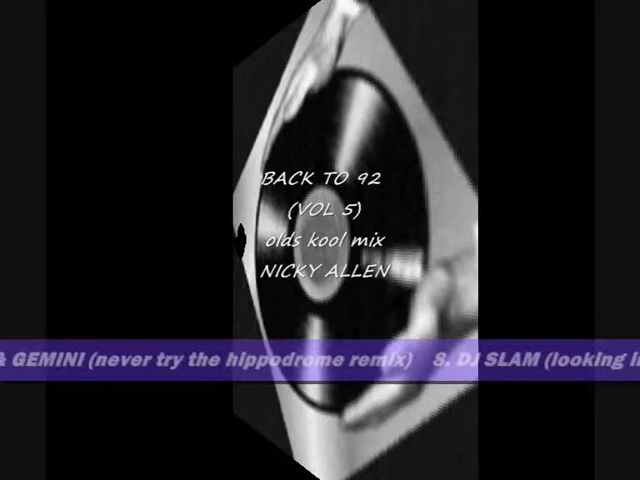 BACK TO 92
(VOL 5)
olds kool mix
NICKY ALLEN
& GEMINI (never try the hippodrome remix) 8. DJ SLAM (looking